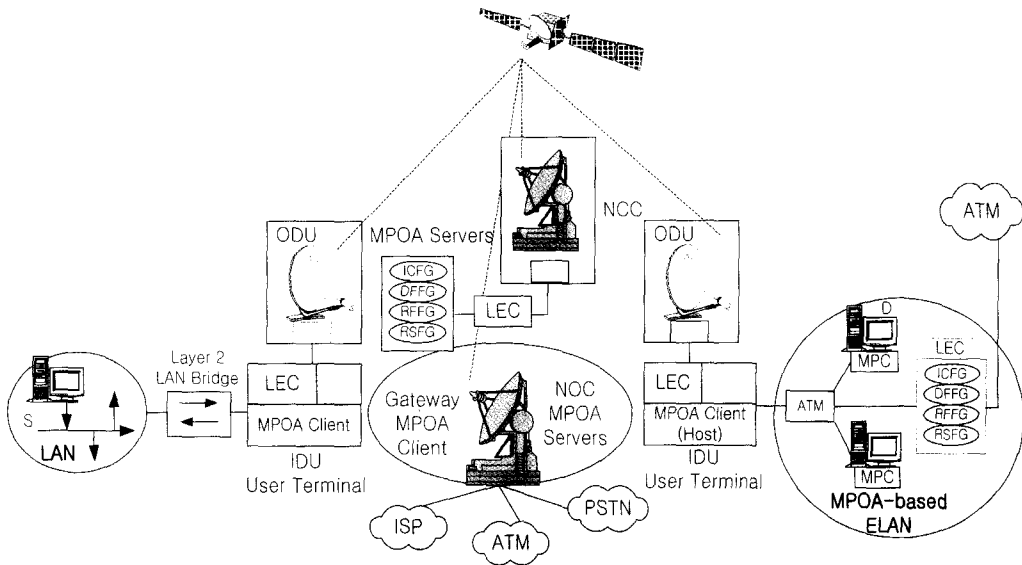 NCC
ATM
ODU
MPOA Servers
ICFG
DFFG
RFFG
RSFG
LEC
ODU
D
MPC
LEC
ICFG
DFFG
RFFG
RSFG
Layer 2
LAN Bridge
S
LAN
LEC
MPOA Client
IDU
User Terminal
Gateway
MPOA
Client
NOC
MPOA
Servers
LEC
MPOA Client
(Host)
IDU
User Terminal
ATM
MPC
MPOA-based
ELAN
ISP
ATM
PSTN